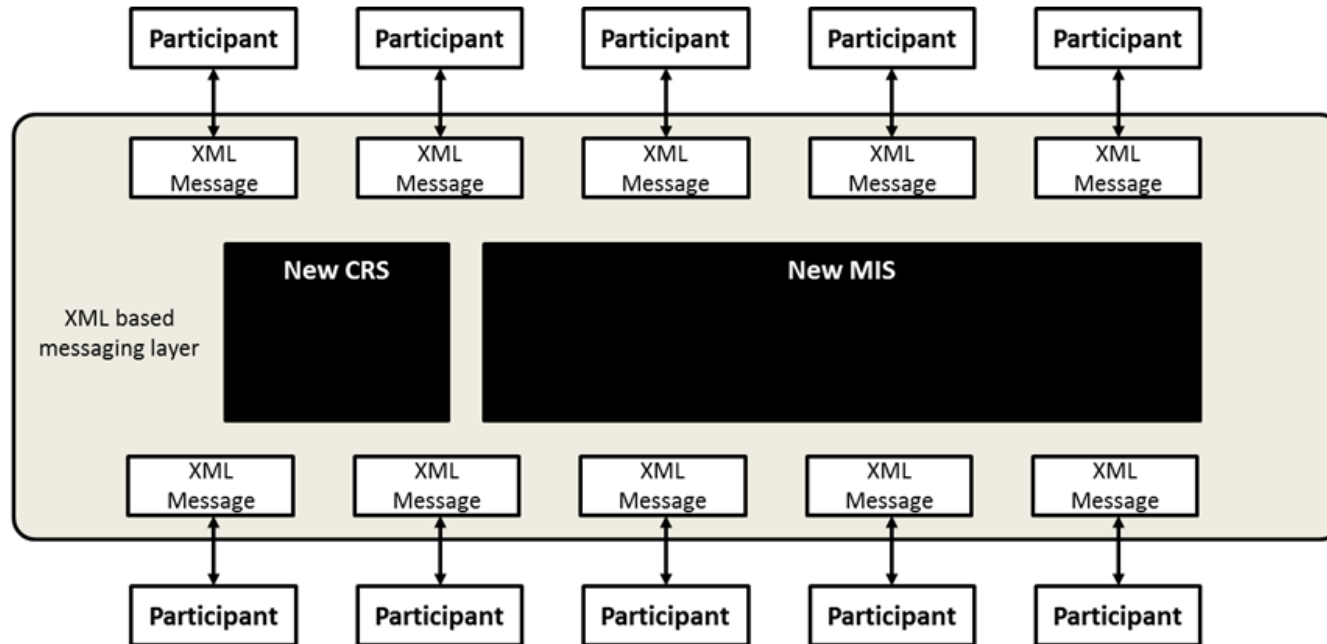 Participant
Participant
Participant
Participant
Participant
XML
Message
XML
Message
XML
Message
XML
Message
XML
Message
New CRS
New MIS
XML based
messaging layer
XML
Message
XML
Message
XML
Message
XML
Message
XML
Message
Participant
Participant
Participant
Participant
Participant